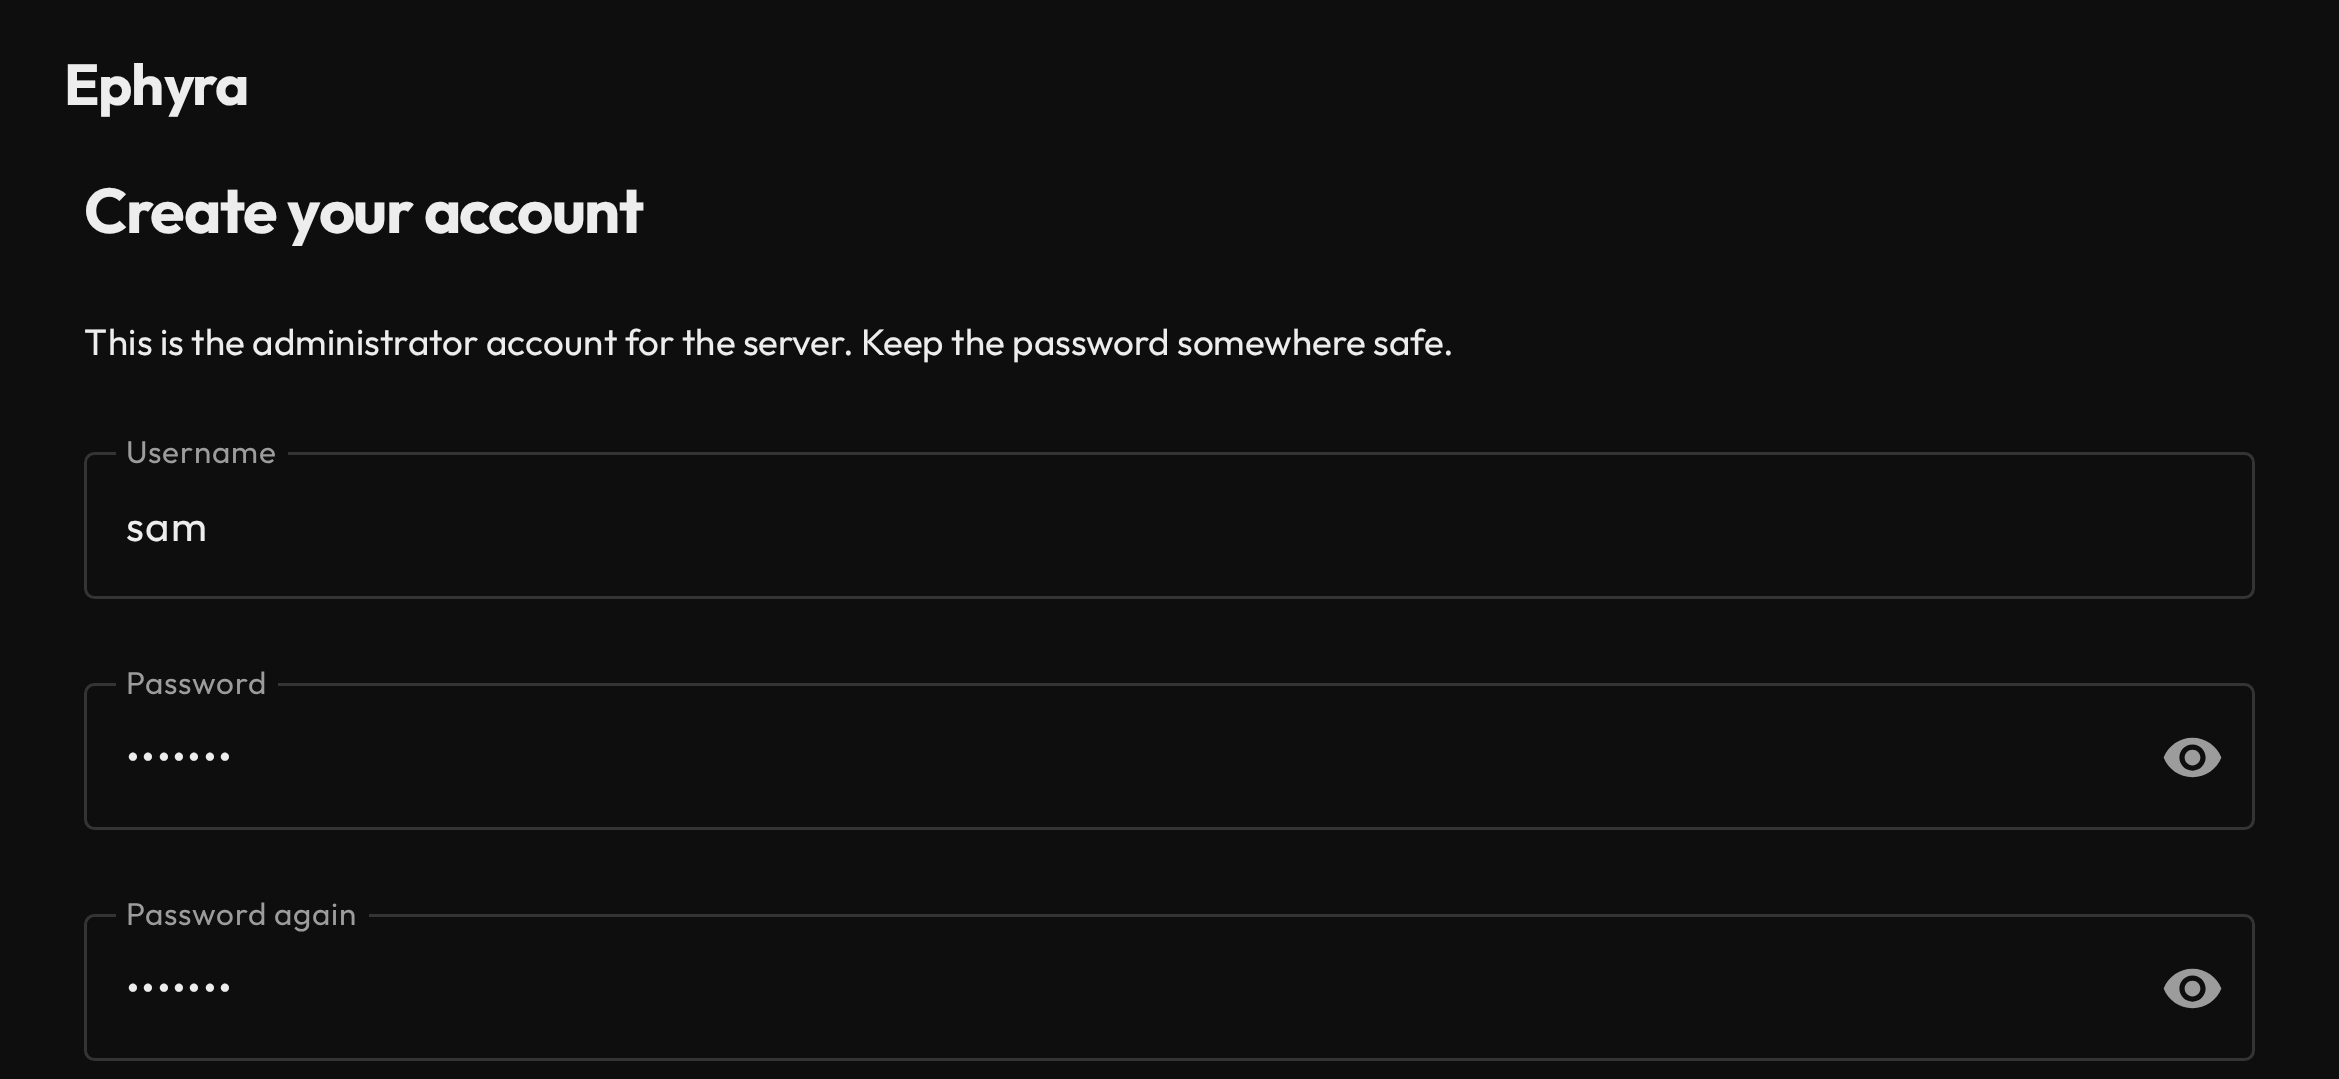 Ephyra
Create your account
This is the administrator account for the server. Keep the password somewhere safe.
Username
sam
Password
•••••••
Password again
•••••••